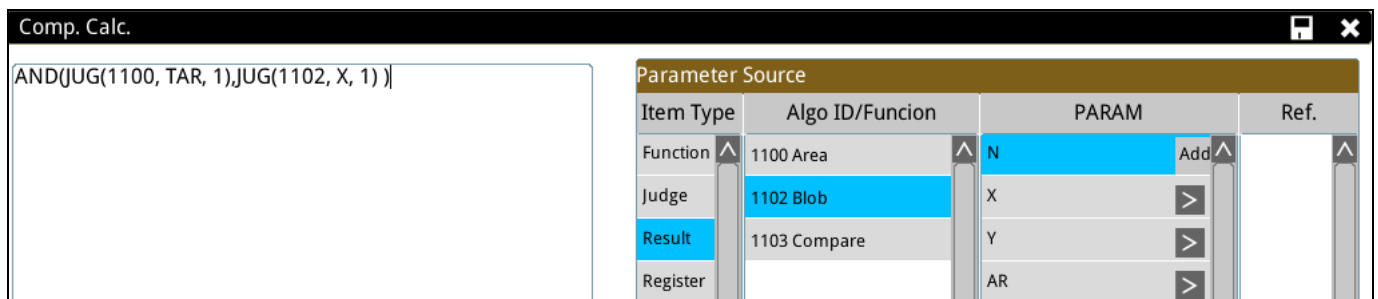 Comp. Calc.
AND(JUG(1100, TAR, 1),JUG(1102, X, 1) )
Parameter Source
Item Type Algo ID/Funcion PARAM Ref.
Function 1100 Area N Add
Judge 1102 Blob X >
Result 1103 Compare Y >
Register AR >